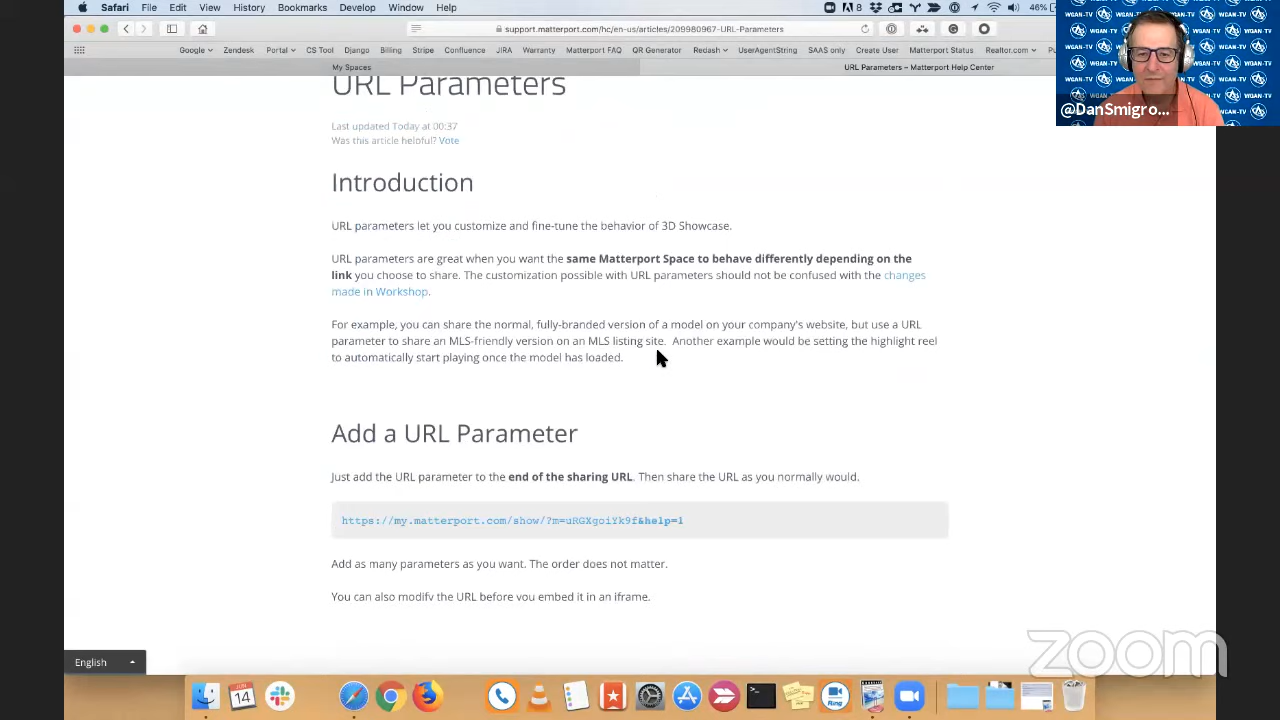 Safari File Edit View History Bookmarks Develop Window Help 8 46%
support.matterport.com/hc/en-us/articles/209980967-URL-Parameters
Google Zendesk Portal CS Tool Django Billing Stripe Confluence JIRA Warranty Matterport FAQ QR Generator Redash UserAgentString SAAS only Create User Matterport Status Realtor.com
My Spaces URL Parameters – Matterport Help Center
WGAN-TV
@DanSmigro...
URL Parameters
Last updated Today at 00:37
Was this article helpful? Vote
Introduction
URL parameters let you customize and fine-tune the behavior of 3D Showcase.
URL parameters are great when you want the same Matterport Space to behave differently depending on the
link you choose to share. The customization possible with URL parameters should not be confused with the changes
made in Workshop.
For example, you can share the normal, fully-branded version of a model on your company's website, but use a URL
parameter to share an MLS-friendly version on an MLS listing site. Another example would be setting the highlight reel
to automatically start playing once the model has loaded.
Add a URL Parameter
Just add the URL parameter to the end of the sharing URL. Then share the URL as you normally would.
https://my.matterport.com/show/?m=uRGXgoiYk9f&help=1
Add as many parameters as you want. The order does not matter.
You can also modify the URL before you embed it in an iframe.
English
zoom
14
Ring